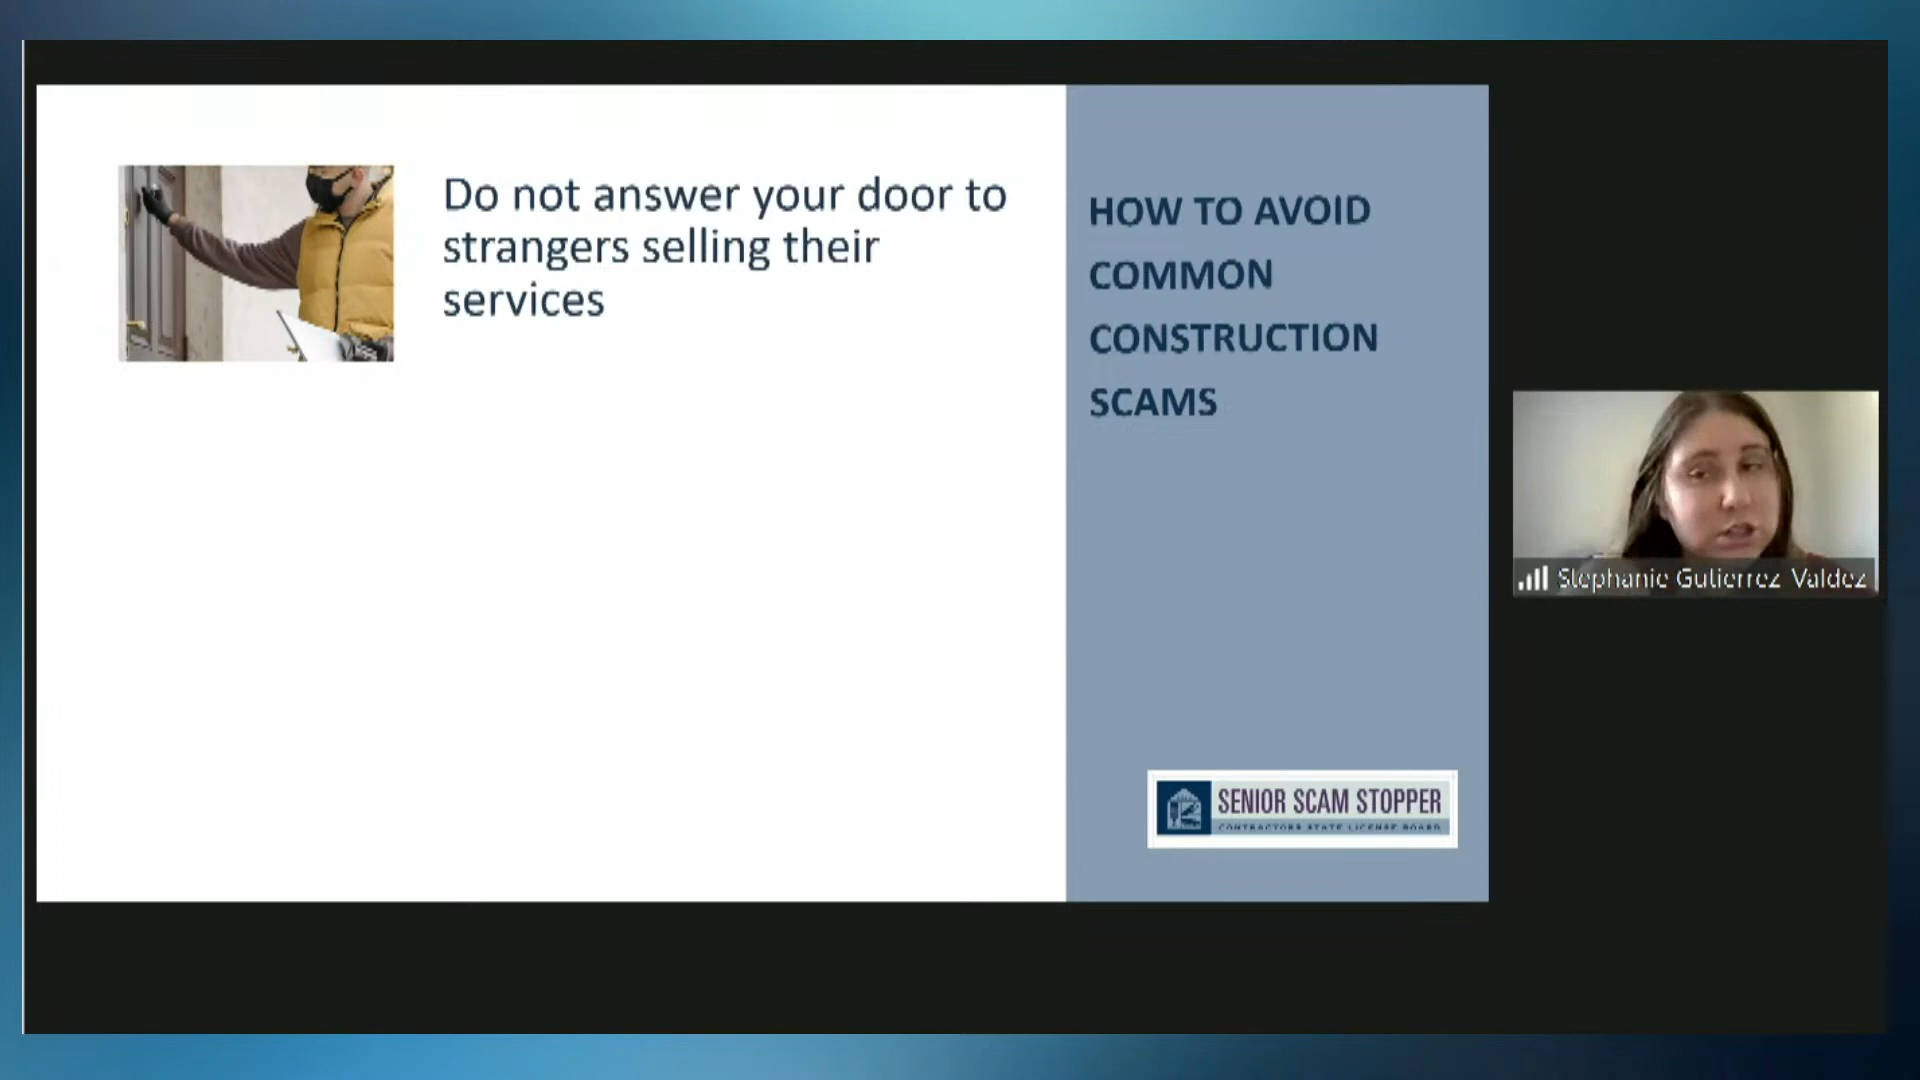 Do not answer your door to
strangers selling their
services
HOW TO AVOID
COMMON
CONSTRUCTION
SCAMS
Stephanie Gutierrez Valdez
SENIOR SCAM STOPPER
CONTRACTORS STATE LICENSE BOARD